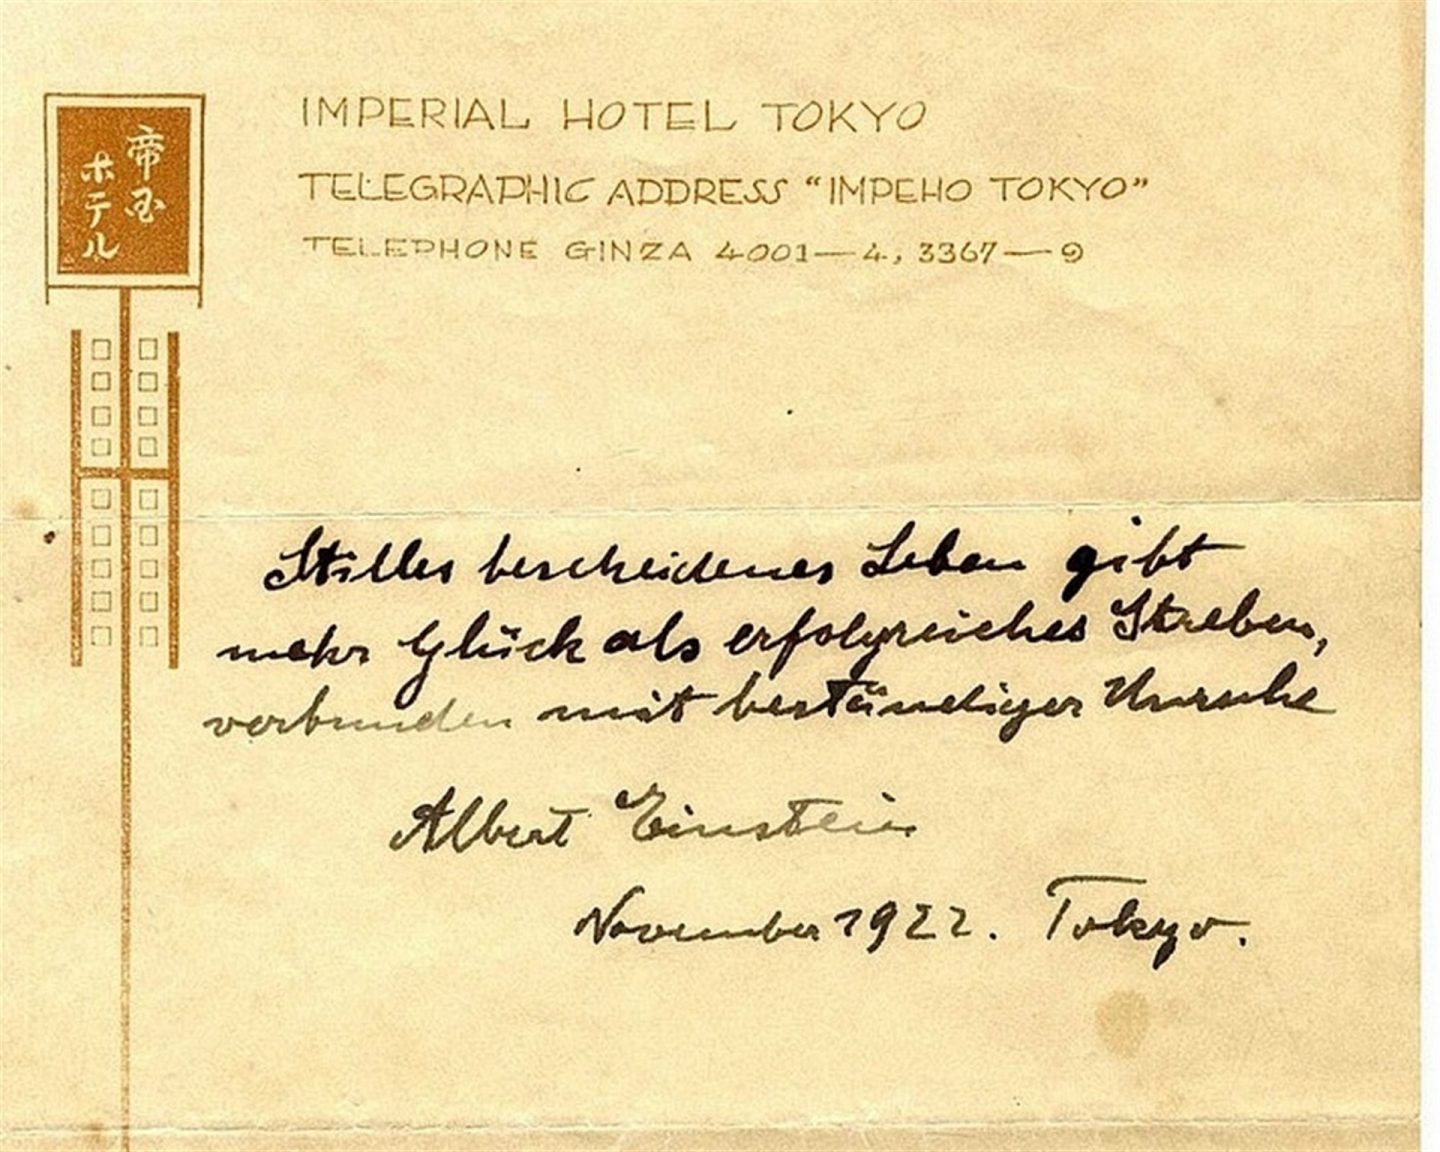 帝国
ホテル
IMPERIAL HOTEL TOKYO
TELEGRAPHIC ADDRESS “IMPEHO TOKYO”
TELEPHONE GINZA 4001—4, 3367—9
Stilles bescheidenes Leben gibt
mehr Glück als erfolgreiches Streben,
verbunden mit beständiger Unruhe
Albert Einstein
November 1922. Tokyo.